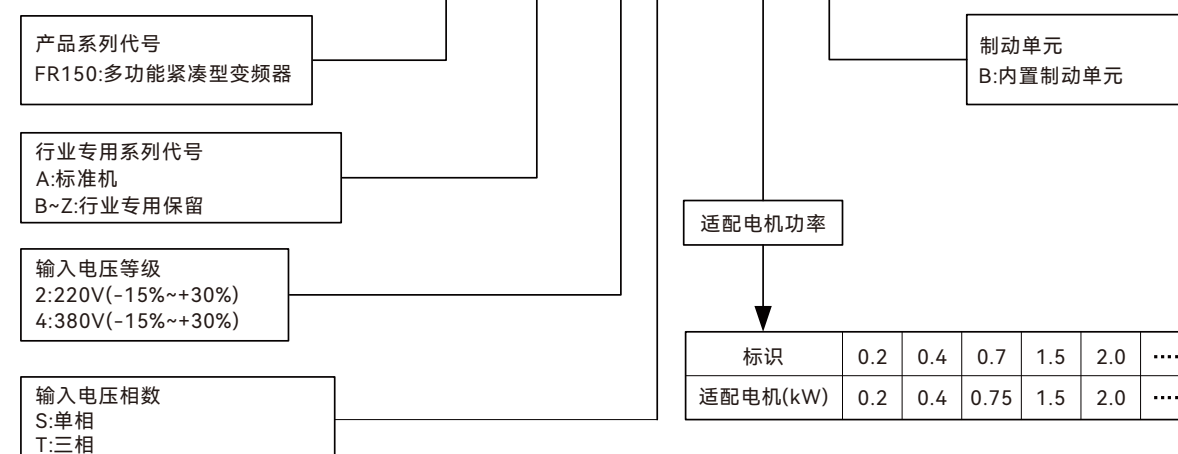 产品系列代号
FR150:多功能紧凑型变频器
制动单元
B:内置制动单元
行业专用系列代号
A:标准机
B~Z:行业专用保留
适配电机功率
输入电压等级
2:220V(-15%~+30%)
4:380V(-15%~+30%)
标识 0.2 0.4 0.7 1.5 2.0 ····
适配电机(kW) 0.2 0.4 0.75 1.5 2.0 ····
输入电压相数
S:单相
T:三相